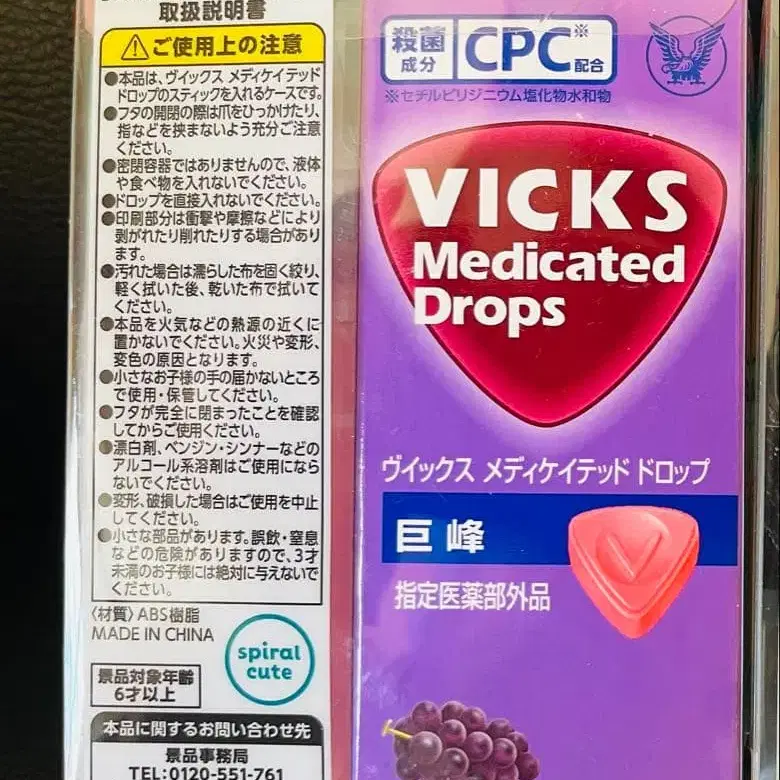 取扱説明書
ご使用上の注意
●本品は、ヴィックス メディケイテッド
ドロップのスティックを入れるケースです。
●フタの開閉の際は爪をひっかけたり、
指などを挟まないよう充分ご注意
ください。
●密閉容器ではありませんので、液体
や食べ物を入れないでください。
●ドロップを直接入れないでください。
●印刷部分は衝撃や摩擦などにより
剥がれたり削れたりする場合があり
ます。
●汚れた場合は濡らした布を固く絞り、
軽く拭いた後、乾いた布で拭いて
ください。
●本品を火気などの熱源の近くに
置かないでください。火災や変形、
変色の原因となります。
●小さなお子様の手の届かないところ
で使用・保管してください。
●フタが完全に閉まったことを確認
してからご使用ください。
●漂白剤、ベンジン・シンナーなどの
アルコール系溶剤はご使用になら
ないでください。
●変形、破損した場合はご使用を中止
してください。
●小さな部品があります。誤飲・窒息
などの危険がありますので、3才
未満のお子様には絶対に与えないで
ください。
〈材質〉ABS樹脂
MADE IN CHINA
spiral
cute
景品対象年齢
6才以上
本品に関するお問い合わせ先
景品事務局
TEL:0120-551-761
殺菌
成分
CPC※
配合
※セチルピリジニウム塩化物水和物
VICKS
Medicated
Drops
ヴイックス メディケイテッド ドロップ
巨峰
指定医薬部外品
V